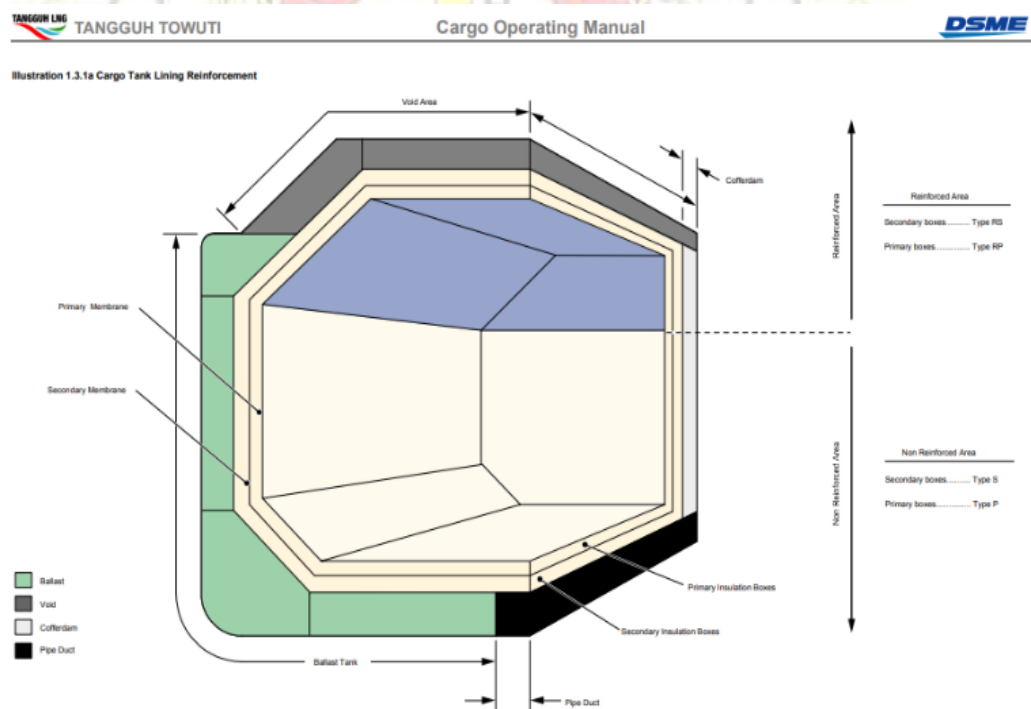 TANGGUH LNG
TANGGUH TOWUTI
Cargo Operating Manual
DSME
Illustration 1.3.1a Cargo Tank Lining Reinforcement
Void Area
Cofferdam
Reinforced Area
Reinforced Area
Secondary boxes.......... Type RS
Primary boxes............... Type RP
Primary Membrane
Secondary Membrane
Non Reinforced Area
Non Reinforced Area
Secondary boxes.......... Type S
Primary boxes............... Type P
Primary Insulation Boxes
Secondary Insulation Boxes
Ballast
Void
Cofferdam
Pipe Duct
Ballast Tank
Pipe Duct